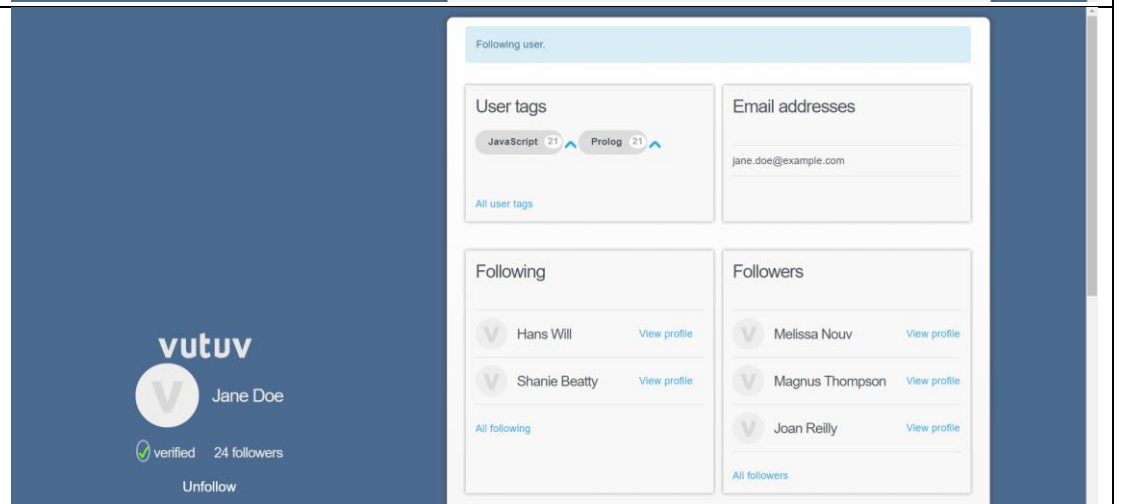 Following user.
User tags
JavaScript 21 Prolog 21
All user tags
Email addresses
jane.doe@example.com
Following
V Hans Will View profile
V Shanie Beatty View profile
All following
Followers
V Melissa Nouv View profile
V Magnus Thompson View profile
V Joan Reilly View profile
All followers
vutuv
V Jane Doe
verified 24 followers
Unfollow